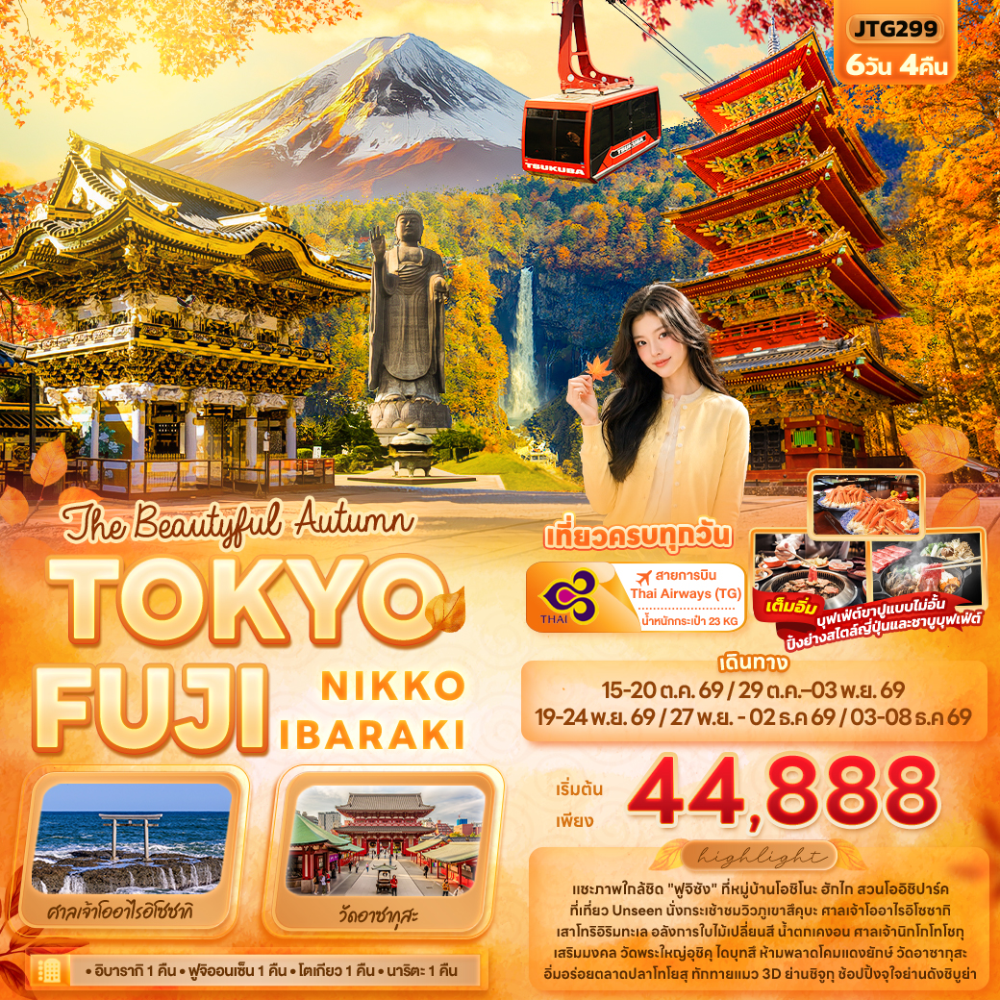 JTG299
6วัน 4คืน
TSUKUBA
The Beautyful Autumn
TOKYO
FUJI
NIKKO
IBARAKI
เที่ยวครบทุกวัน
THAI
สายการบิน
Thai Airways (TG)
น้ำหนักกระเป๋า 23 KG
เต็มอิ่ม
บุฟเฟ่ต์ขาปูแบบไม่อั้น
ปิ้งย่างสไตล์ญี่ปุ่นและชาบูบุฟเฟ่ต์
เดินทาง
15-20 ต.ค. 69 / 29 ต.ค.–03 พ.ย. 69
19-24 พ.ย. 69 / 27 พ.ย. - 02 ธ.ค 69 / 03-08 ธ.ค 69
เริ่มต้น
เพียง
44,888
ศาลเจ้าโออาไรอิโซซากิ
วัดอาซากุสะ
• อิบารากิ 1 คืน • ฟูจิออนเซ็น 1 คืน • โตเกียว 1 คืน • นาริตะ 1 คืน
highlight
แชะภาพใกล้ชิด "ฟูจิซัง" ที่หมู่บ้านโอชิโนะ ฮักไก สวนโออิชิปาร์ค
ที่เที่ยว Unseen นั่งกระเช้าชมวิวภูเขาสึคุบะ ศาลเจ้าโออาไรอิโซซากิ
เสาโทริอิริมทะเล อลังการใบไม้เปลี่ยนสี น้ำตกเคงอน ศาลเจ้านิกโกโทโชกุ
เสริมมงคล วัดพระใหญ่อุชิคุ ไดบุทสึ ห้ามพลาดโคมแดงยักษ์ วัดอาซากุสะ
อิ่มอร่อยตลาดปลาโทโยสุ ทักทายแมว 3D ย่านชิจูกุ ช้อปปิ้งจุใจย่านดังชิบูย่า